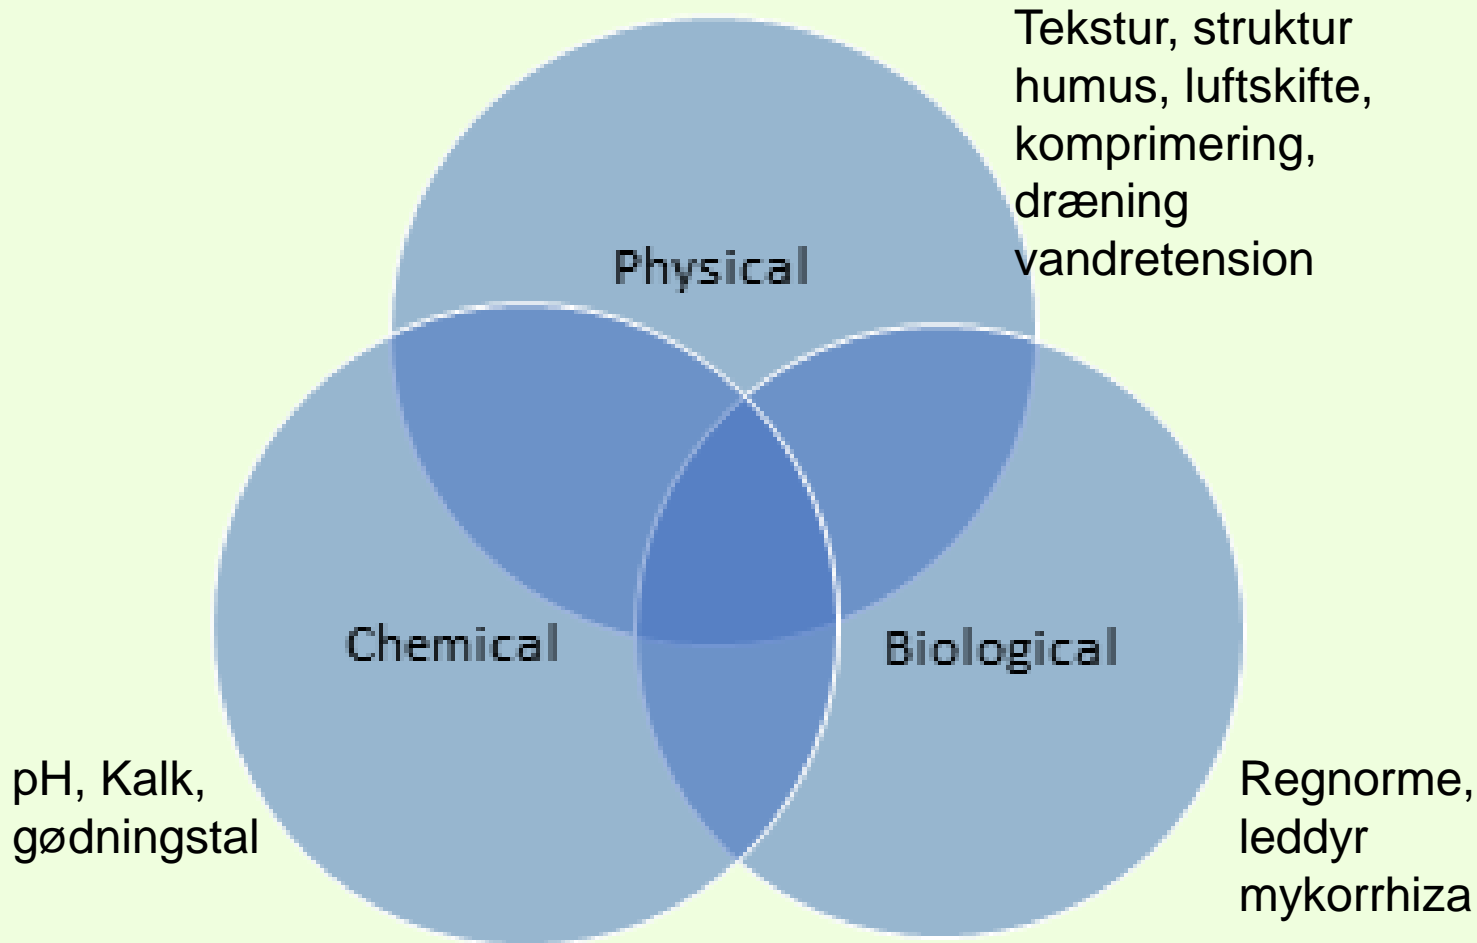 Tekstur, struktur
humus, luftskifte,
komprimering,
dræning
vandretension
Physical
Chemical
Biological
pH, Kalk,
gødningstal
Regnorme,
leddyr
mykorrhiza